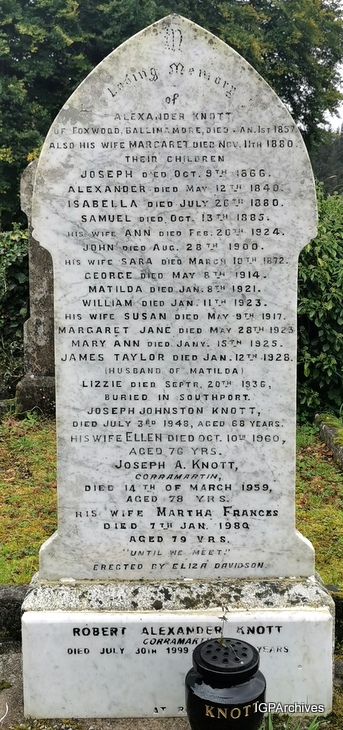 In
Loving Memory
of
ALEXANDER KNOTT
OF FOXWOOD, BALLINAMORE, DIED JAN. 1ST 1857
ALSO HIS WIFE MARGARET DIED NOV. 11TH 1880.
THEIR CHILDREN
JOSEPH DIED OCT. 9TH 1866.
ALEXANDER DIED MAY 12TH 1840.
ISABELLA DIED JULY 26TH 1880.
SAMUEL DIED OCT. 13TH 1885.
HIS WIFE ANN DIED FEB. 20TH 1924.
JOHN DIED AUG. 28TH 1900.
HIS WIFE SARA DIED MARCH 10TH 1872.
GEORGE DIED MAY 8TH 1914.
MATILDA DIED JAN. 8TH 1921.
WILLIAM DIED JAN. 11TH 1923.
HIS WIFE SUSAN DIED MAY 9TH 1917.
MARGARET JANE DIED MAY 28TH 1923
MARY ANN DIED JANY. 15TH 1925.
JAMES TAYLOR DIED JAN. 12TH 1928.
(HUSBAND OF MATILDA)
LIZZIE DIED SEPTR. 20TH 1936,
BURIED IN SOUTHPORT.
JOSEPH JOHNSTON KNOTT,
DIED JULY 3RD 1948, AGED 68 YEARS.
HIS WIFE ELLEN DIED OCT. 10TH 1960,
AGED 76 YRS.
JOSEPH A. KNOTT,
CORRAMARTIN,
DIED 14TH OF MARCH 1959,
AGED 78 YRS.
HIS WIFE MARTHA FRANCES
DIED 7TH JAN. 1980
AGED 79 YRS.
"UNTIL WE MEET."
ERECTED BY ELIZA DAVIDSON.
ROBERT ALEXANDER KNOTT
DIED JULY 30TH 1999 YEARS
AT
KNOTT
IGPArchives